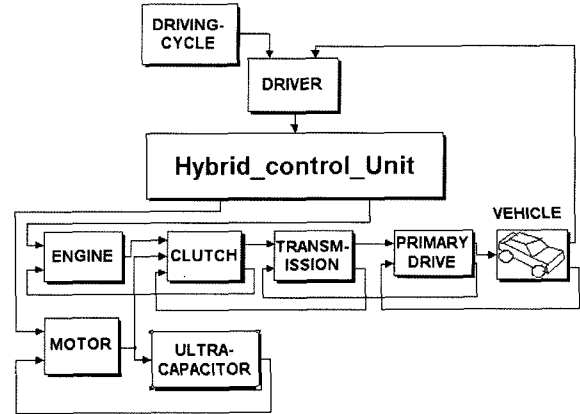 DRIVING-
CYCLE
DRIVER
Hybrid_control_Unit
VEHICLE
ENGINE
CLUTCH
TRANSM-
ISSION
PRIMARY
DRIVE
MOTOR
ULTRA-
CAPACITOR